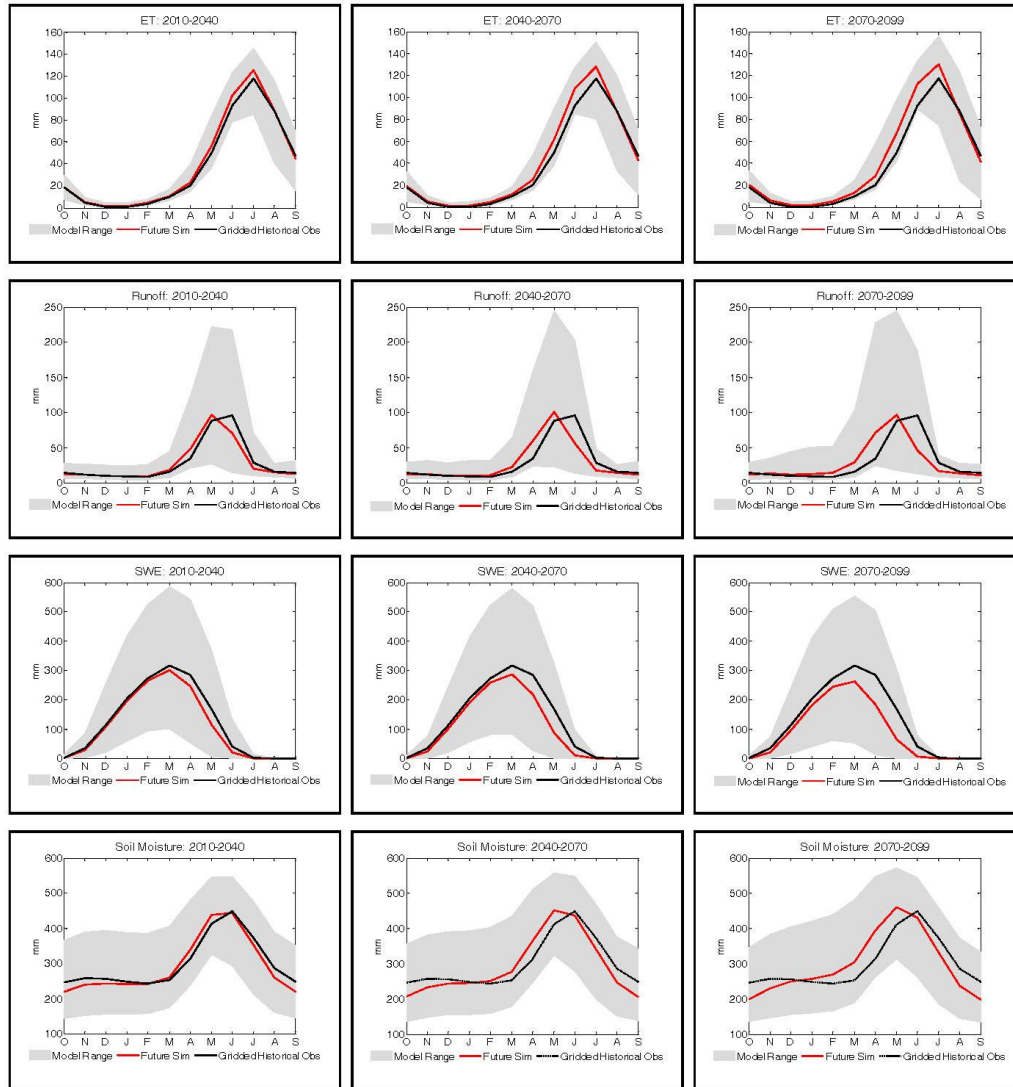 ET: 2010-2040
160
140
120
100
80
60
40
20
0
mm
O N D J F M A M J J A S
Model Range Future Sim Gridded Historical Obs
ET: 2040-2070
160
140
120
100
80
60
40
20
0
mm
O N D J F M A M J J A S
Model Range Future Sim Gridded Historical Obs
ET: 2070-2099
160
140
120
100
80
60
40
20
0
mm
O N D J F M A M J J A S
Model Range Future Sim Gridded Historical Obs
Runoff: 2010-2040
250
200
150
100
50
0
mm
O N D J F M A M J J A S
Model Range Future Sim Gridded Historical Obs
Runoff: 2040-2070
250
200
150
100
50
0
mm
O N D J F M A M J J A S
Model Range Future Sim Gridded Historical Obs
Runoff: 2070-2099
250
200
150
100
50
0
mm
O N D J F M A M J J A S
Model Range Future Sim Gridded Historical Obs
SWE: 2010-2040
600
500
400
300
200
100
0
mm
O N D J F M A M J J A S
Model Range Future Sim Gridded Historical Obs
SWE: 2040-2070
600
500
400
300
200
100
0
mm
O N D J F M A M J J A S
Model Range Future Sim Gridded Historical Obs
SWE: 2070-2099
600
500
400
300
200
100
0
mm
O N D J F M A M J J A S
Model Range Future Sim Gridded Historical Obs
Soil Moisture: 2010-2040
600
500
400
300
200
100
mm
O N D J F M A M J J A S
Model Range Future Sim Gridded Historical Obs
Soil Moisture: 2040-2070
600
500
400
300
200
100
mm
O N D J F M A M J J A S
Model Range Future Sim Gridded Historical Obs
Soil Moisture: 2070-2099
600
500
400
300
200
100
mm
O N D J F M A M J J A S
Model Range Future Sim Gridded Historical Obs